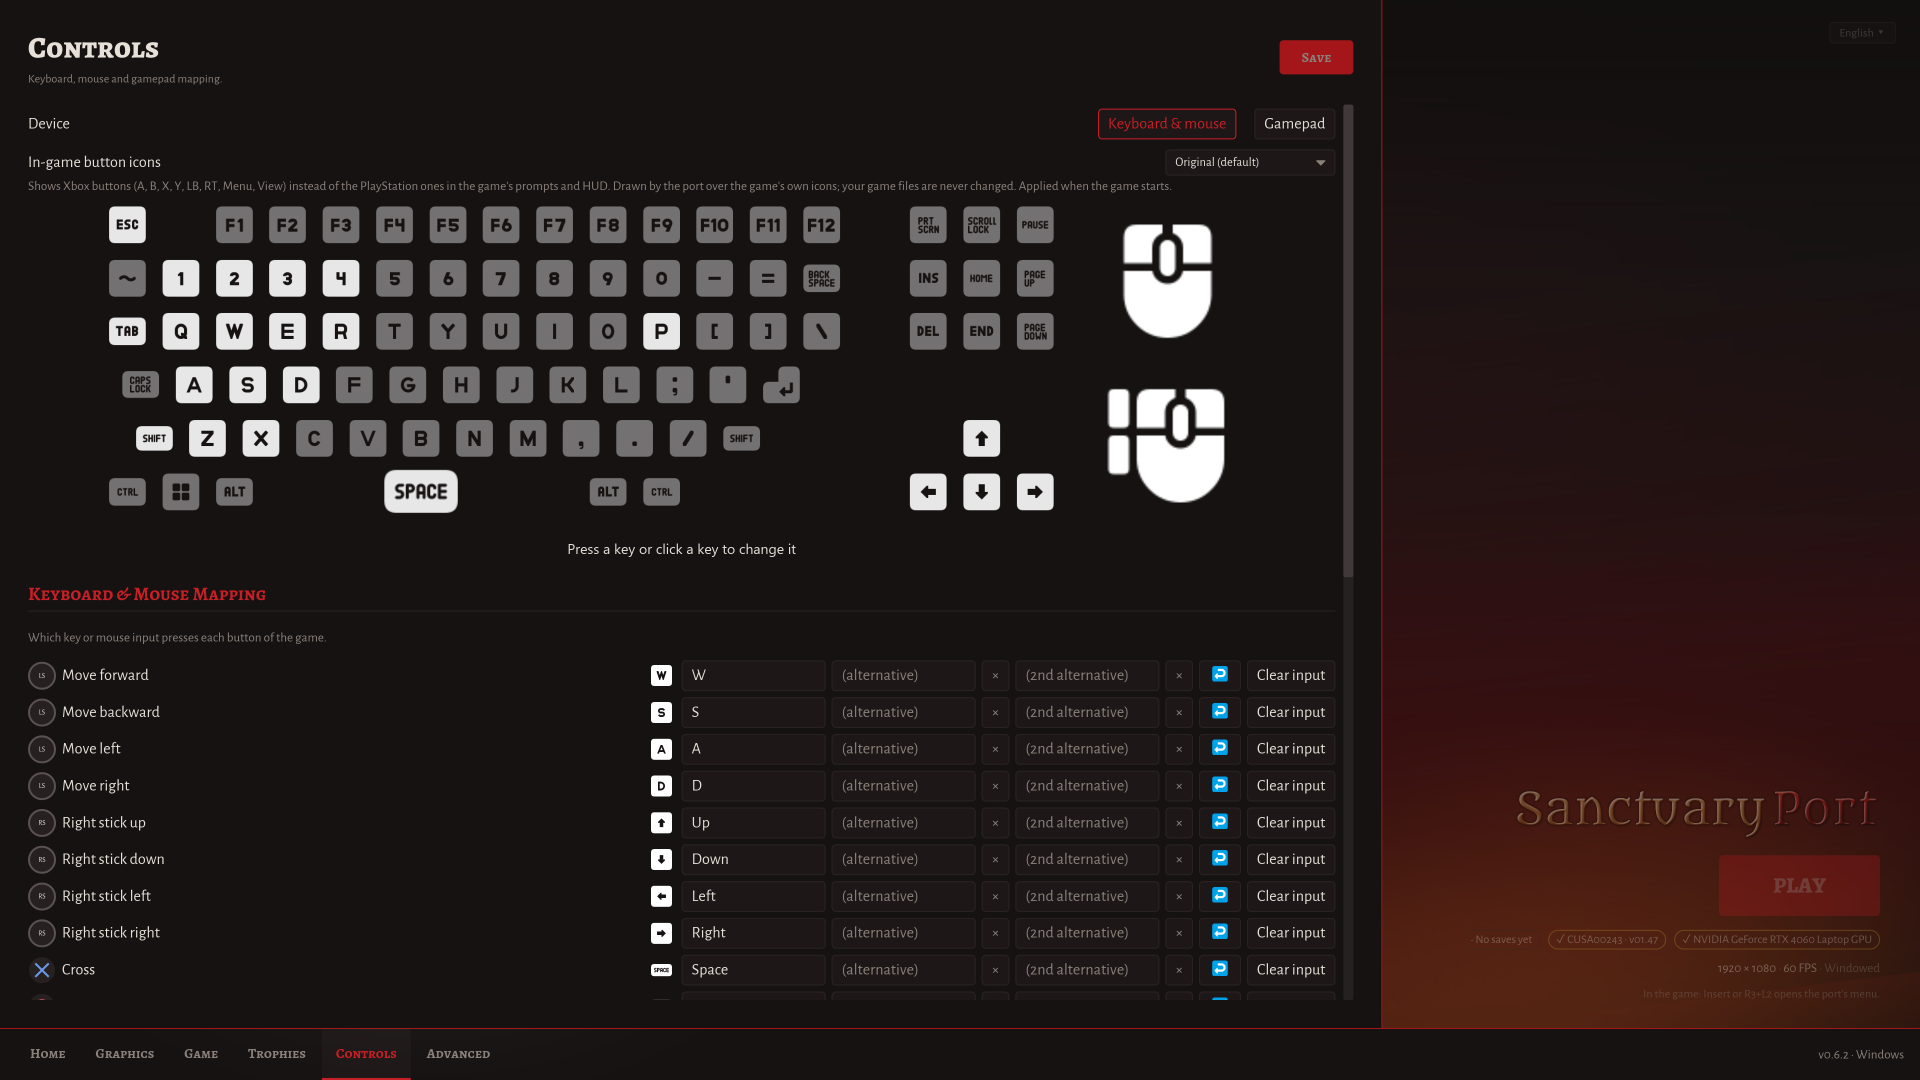 Controls
Keyboard, mouse and gamepad mapping.
Save
English ▾
Device
Keyboard & mouse
Gamepad
In-game button icons
Original (default)
Shows Xbox buttons (A, B, X, Y, LB, RT, Menu, View) instead of the PlayStation ones in the game's prompts and HUD. Drawn by the port over the game's own icons; your game files are never changed. Applied when the game starts.
ESC F1 F2 F3 F4 F5 F6 F7 F8 F9 F10 F11 F12 PRT SCRN SCROLL LOCK PAUSE
~ 1 2 3 4 5 6 7 8 9 0 - = BACK SPACE INS HOME PAGE UP
TAB Q W E R T Y U I O P [ ] \ DEL END PAGE DOWN
CAPS LOCK A S D F G H J K L ; '
SHIFT Z X C V B N M , . / SHIFT
CTRL ALT SPACE ALT CTRL
Press a key or click a key to change it
Keyboard & Mouse Mapping
Which key or mouse input presses each button of the game.
LS Move forward W W (alternative) × (2nd alternative) × Clear input
LS Move backward S S (alternative) × (2nd alternative) × Clear input
LS Move left A A (alternative) × (2nd alternative) × Clear input
LS Move right D D (alternative) × (2nd alternative) × Clear input
RS Right stick up Up (alternative) × (2nd alternative) × Clear input
RS Right stick down Down (alternative) × (2nd alternative) × Clear input
RS Right stick left Left (alternative) × (2nd alternative) × Clear input
RS Right stick right Right (alternative) × (2nd alternative) × Clear input
Cross SPACE Space (alternative) × (2nd alternative) × Clear input
Sanctuary Port
PLAY
· No saves yet
✓ CUSA00243 · v01.47
✓ NVIDIA GeForce RTX 4060 Laptop GPU
1920 × 1080 · 60 FPS · Windowed
In the game: Insert or R3+L2 opens the port's menu.
Home
Graphics
Game
Trophies
Controls
Advanced
v0.6.2 · Windows